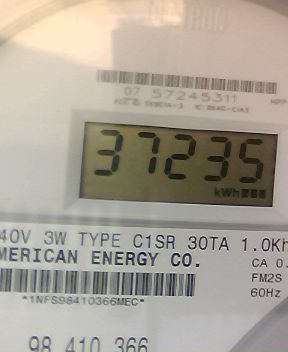 07 57245311
37235
kWh
40V 3W TYPE C1SR 30TA 1.0Kh
MERICAN ENERGY CO.
CA 0.
FM2S
60Hz
*1NFS98410366MEC*
98 410 366